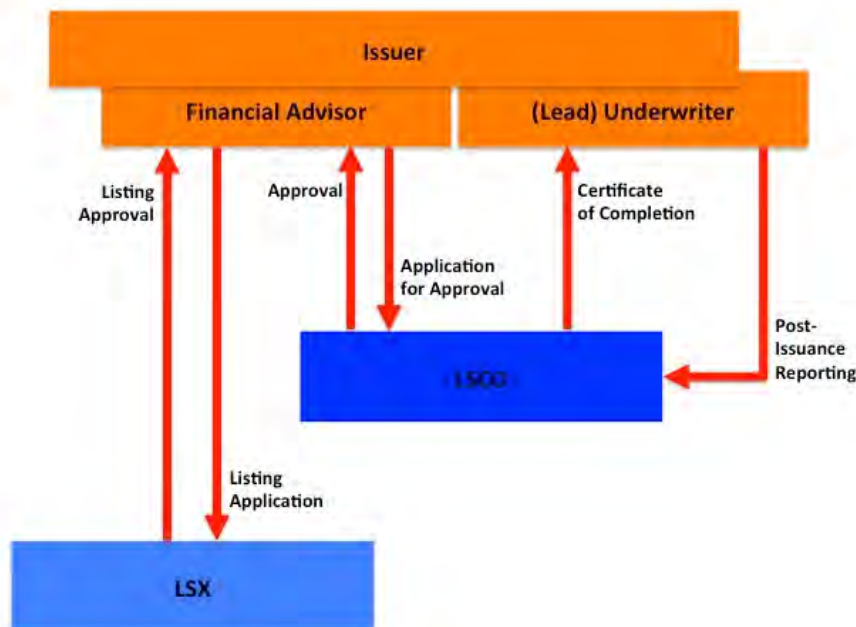 Issuer
Financial Advisor
(Lead) Underwriter
Listing
Approval
Approval
Certificate
of Completion
Application
for Approval
Post-
Issuance
Reporting
Listing
Application
LSX